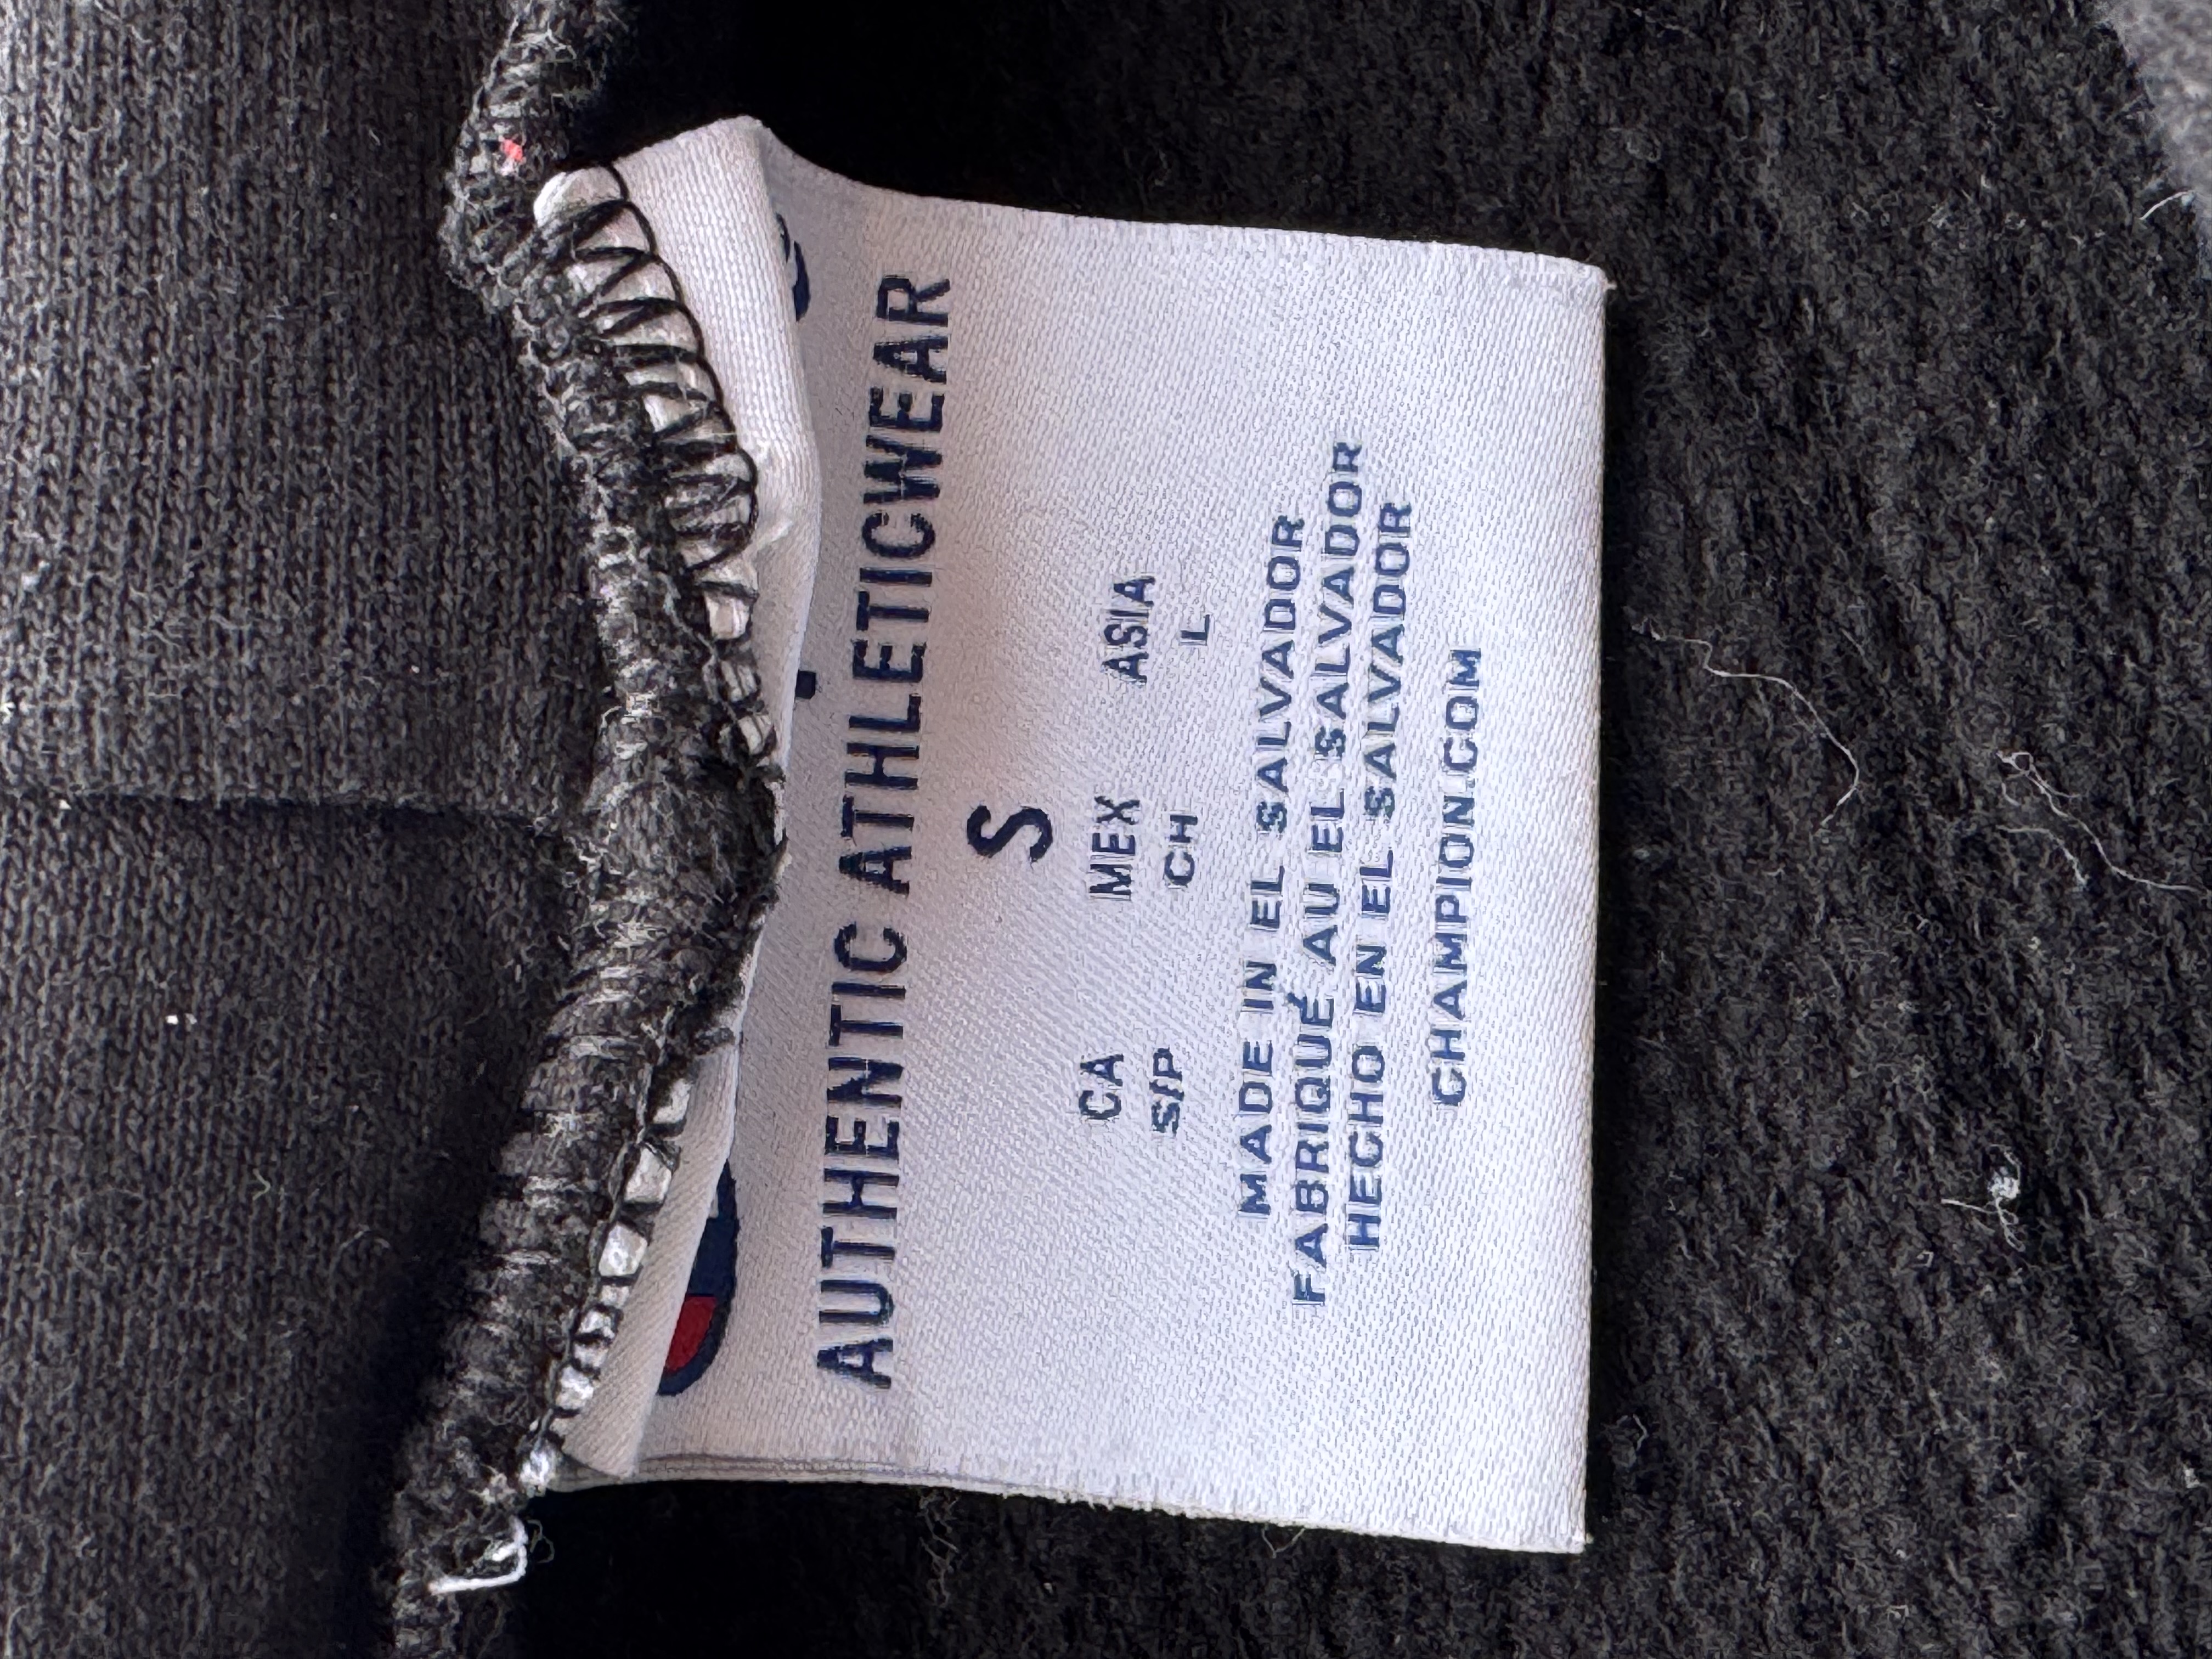 AUTHENTIC ATHLETICWEAR
S
CA MEX ASIA
S/P CH L
MADE IN EL SALVADOR
FABRIQUÉ AU EL SALVADOR
HECHO EN EL SALVADOR
CHAMPION.COM